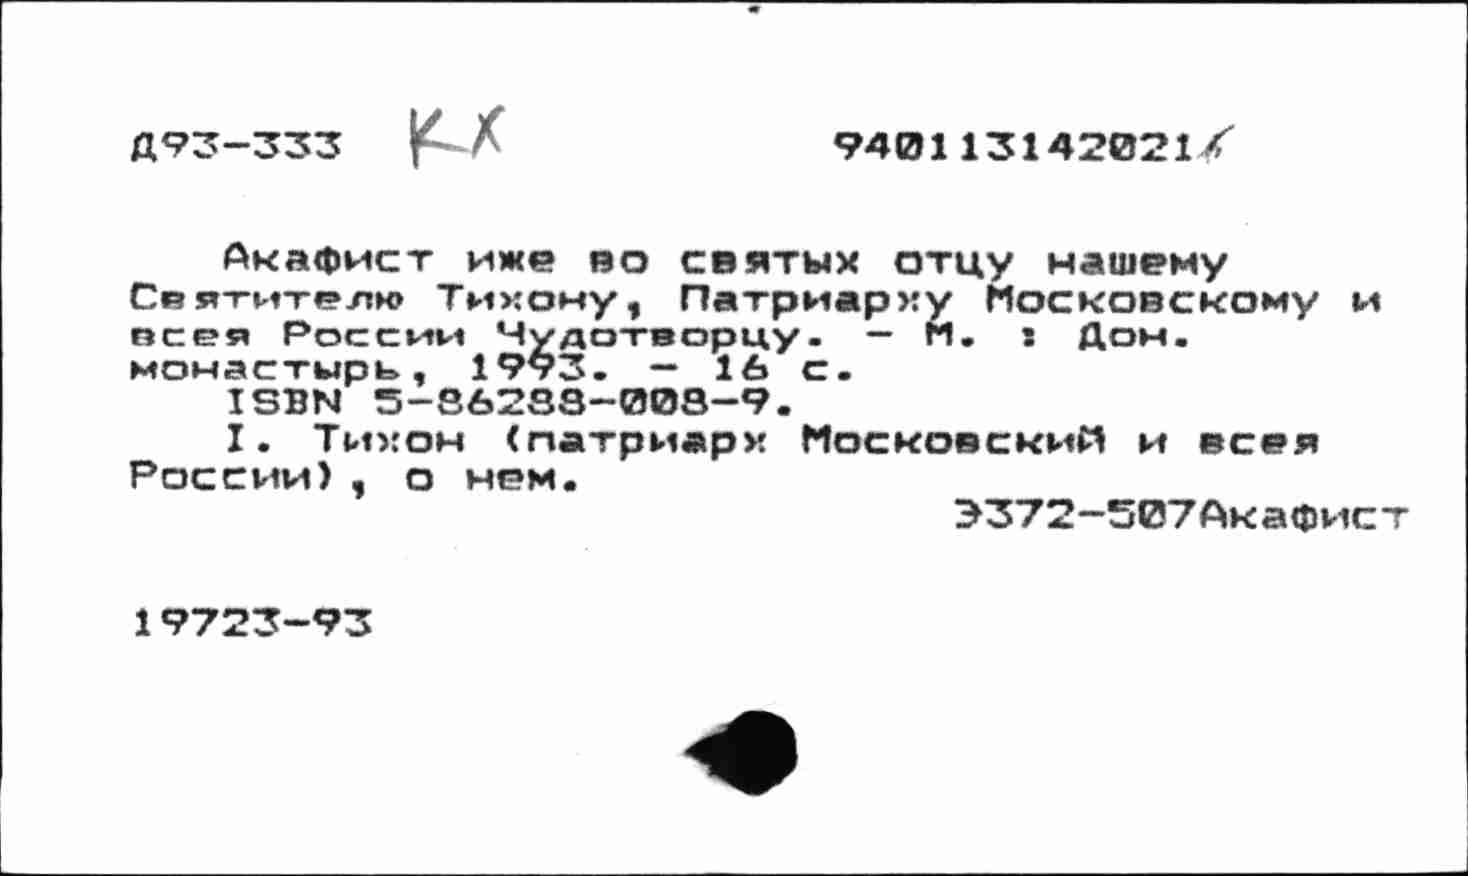 Д93-333 КХ 940113142021
Акафист иже во святых отцу нашему
Святителю Тихону, Патриарху Московскому и
всея России Чудотворцу. - М. : Дон.
монастырь, 1993. - 16 с.
ISBN 5-86288-008-9.
I. Тихон (патриарх Московский и всея
России), о нем.
Э372-507Акафист
19723-93